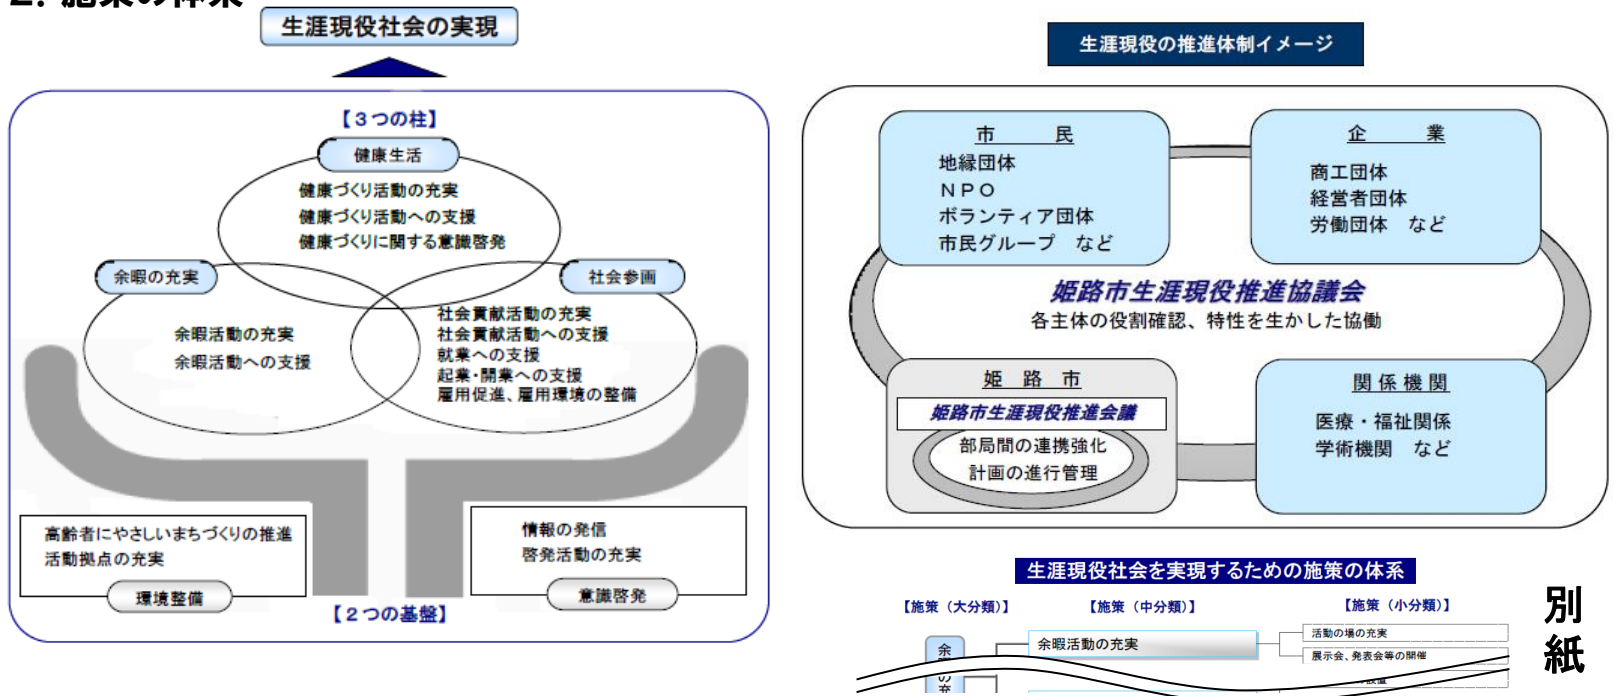 2. 施策の体系
生涯現役社会の実現
【３つの柱】
健康生活
健康づくり活動の充実
健康づくり活動への支援
健康づくりに関する意識啓発
余暇の充実
余暇活動の充実
余暇活動への支援
社会参画
社会貢献活動の充実
社会貢献活動への支援
就業への支援
起業・開業への支援
雇用促進、雇用環境の整備
高齢者にやさしいまちづくりの推進
活動拠点の充実
環境整備
情報の発信
啓発活動の充実
意識啓発
【２つの基盤】
生涯現役の推進体制イメージ
市　民
地縁団体
ＮＰＯ
ボランティア団体
市民グループ　など
企　業
商工団体
経営者団体
労働団体　など
姫路市生涯現役推進協議会
各主体の役割確認、特性を生かした協働
姫　路　市
姫路市生涯現役推進会議
部局間の連携強化
計画の進行管理
関 係 機 関
医療・福祉関係
学術機関　など
生涯現役社会を実現するための施策の体系
【施策（大分類）】
【施策（中分類）】
【施策（小分類）】
余暇活動の充実
活動の場の充実
展示会、発表会等の開催
別紙